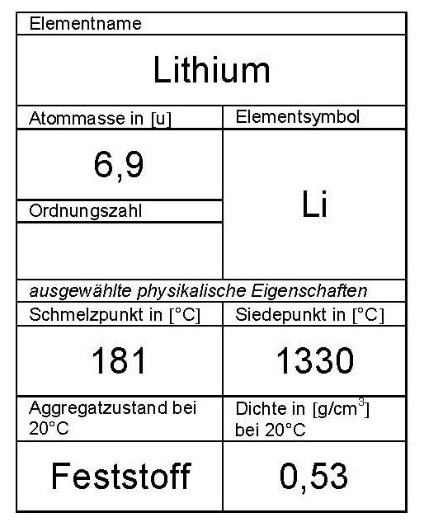 Elementname
Lithium
Atommasse in [u]
Elementsymbol
6,9
Li
Ordnungszahl
ausgewählte physikalische Eigenschaften
Schmelzpunkt in [°C]
Siedepunkt in [°C]
181
1330
Aggregatzustand bei
20°C
Dichte in [g/cm³]
bei 20°C
Feststoff
0,53